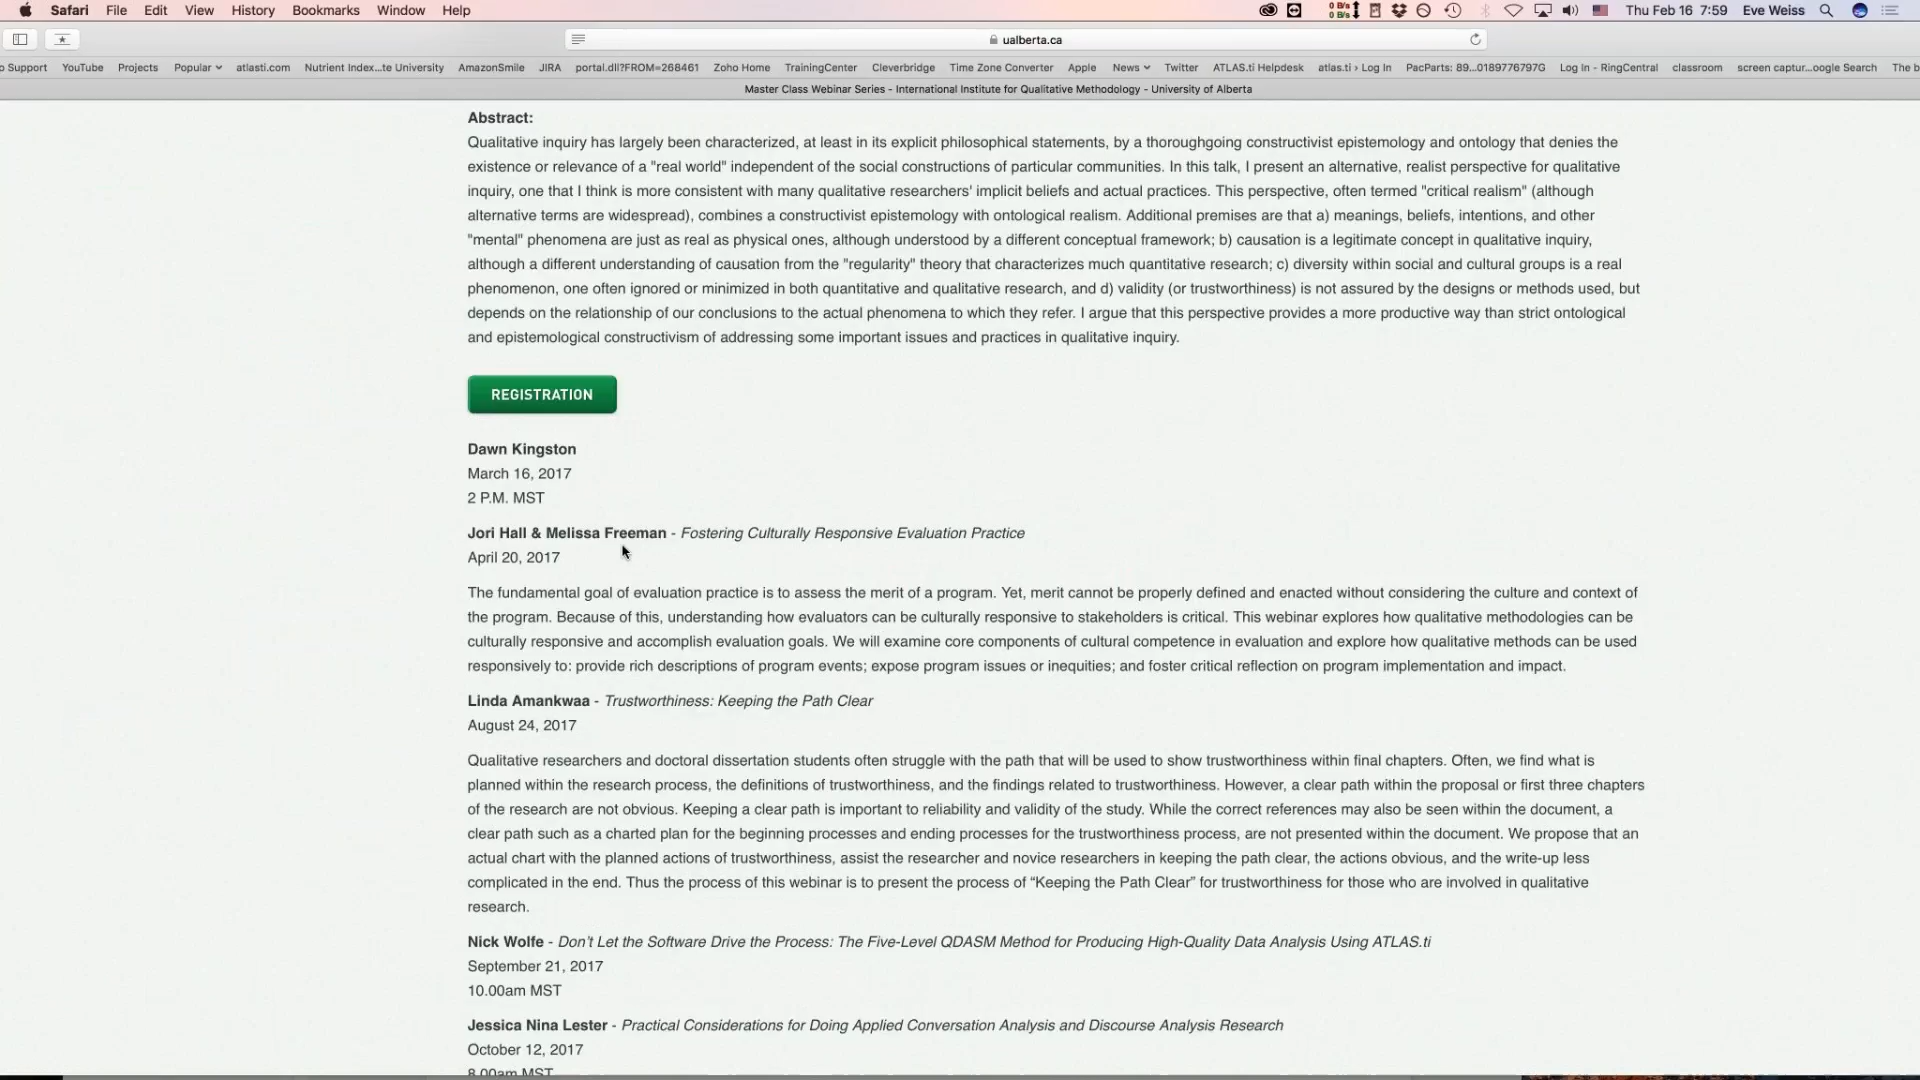 Safari File Edit View History Bookmarks Window Help 0 B/s 0 B/s Thu Feb 16 7:59 Eve Weiss
ualberta.ca
Support YouTube Projects Popular atlasti.com Nutrient Index...te University AmazonSmile JIRA portal.dll?FROM=268461 Zoho Home TrainingCenter Cleverbridge Time Zone Converter Apple News Twitter ATLAS.ti Helpdesk atlas.ti › Log In PacParts: 89...0189776797G Log In - RingCentral classroom screen captur...oogle Search The b
Master Class Webinar Series - International Institute for Qualitative Methodology - University of Alberta
Abstract:
Qualitative inquiry has largely been characterized, at least in its explicit philosophical statements, by a thoroughgoing constructivist epistemology and ontology that denies the
existence or relevance of a "real world" independent of the social constructions of particular communities. In this talk, I present an alternative, realist perspective for qualitative
inquiry, one that I think is more consistent with many qualitative researchers' implicit beliefs and actual practices. This perspective, often termed "critical realism" (although
alternative terms are widespread), combines a constructivist epistemology with ontological realism. Additional premises are that a) meanings, beliefs, intentions, and other
"mental" phenomena are just as real as physical ones, although understood by a different conceptual framework; b) causation is a legitimate concept in qualitative inquiry,
although a different understanding of causation from the "regularity" theory that characterizes much quantitative research; c) diversity within social and cultural groups is a real
phenomenon, one often ignored or minimized in both quantitative and qualitative research, and d) validity (or trustworthiness) is not assured by the designs or methods used, but
depends on the relationship of our conclusions to the actual phenomena to which they refer. I argue that this perspective provides a more productive way than strict ontological
and epistemological constructivism of addressing some important issues and practices in qualitative inquiry.
REGISTRATION
Dawn Kingston
March 16, 2017
2 P.M. MST
Jori Hall & Melissa Freeman - Fostering Culturally Responsive Evaluation Practice
April 20, 2017
The fundamental goal of evaluation practice is to assess the merit of a program. Yet, merit cannot be properly defined and enacted without considering the culture and context of
the program. Because of this, understanding how evaluators can be culturally responsive to stakeholders is critical. This webinar explores how qualitative methodologies can be
culturally responsive and accomplish evaluation goals. We will examine core components of cultural competence in evaluation and explore how qualitative methods can be used
responsively to: provide rich descriptions of program events; expose program issues or inequities; and foster critical reflection on program implementation and impact.
Linda Amankwaa - Trustworthiness: Keeping the Path Clear
August 24, 2017
Qualitative researchers and doctoral dissertation students often struggle with the path that will be used to show trustworthiness within final chapters. Often, we find what is
planned within the research process, the definitions of trustworthiness, and the findings related to trustworthiness. However, a clear path within the proposal or first three chapters
of the research are not obvious. Keeping a clear path is important to reliability and validity of the study. While the correct references may also be seen within the document, a
clear path such as a charted plan for the beginning processes and ending processes for the trustworthiness process, are not presented within the document. We propose that an
actual chart with the planned actions of trustworthiness, assist the researcher and novice researchers in keeping the path clear, the actions obvious, and the write-up less
complicated in the end. Thus the process of this webinar is to present the process of “Keeping the Path Clear” for trustworthiness for those who are involved in qualitative
research.
Nick Wolfe - Don’t Let the Software Drive the Process: The Five-Level QDASM Method for Producing High-Quality Data Analysis Using ATLAS.ti
September 21, 2017
10.00am MST
Jessica Nina Lester - Practical Considerations for Doing Applied Conversation Analysis and Discourse Analysis Research
October 12, 2017
8.00am MST